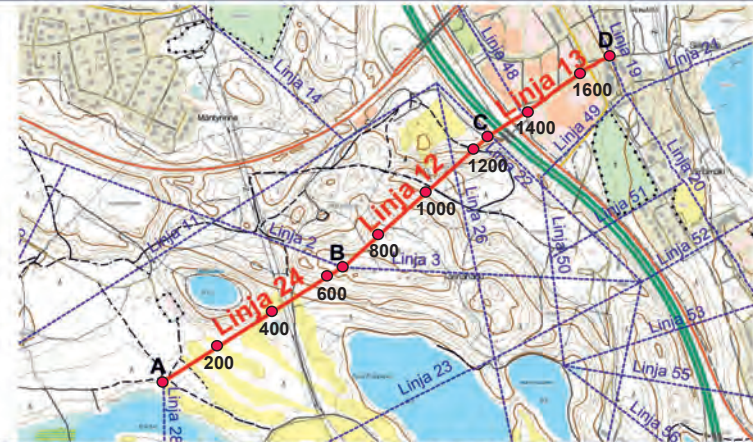 D
Linja 19
Linja 24
Linja 48
Linja 13
1600
Linja 14
1400
Linja 49
C
1200
Linja 22
Linja 12
1000
Linja 51
Linja 11
Linja 2
B
800
Linja 3
Linja 26
Linja 50
Linja 52
600
Linja 24
400
200
A
Linja 28
Linja 23
Linja 53
Linja 55